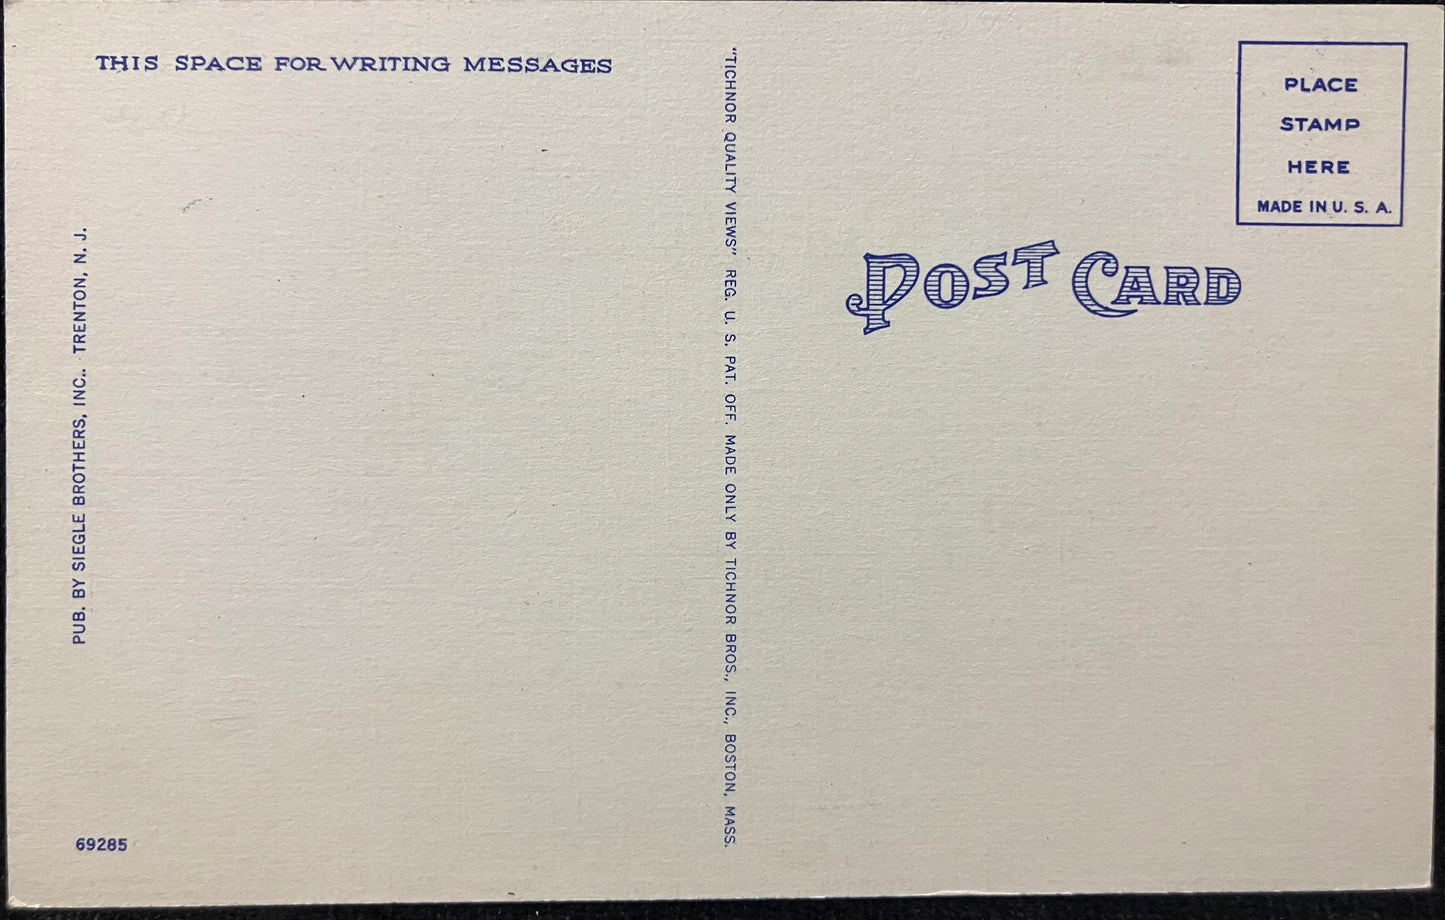 THIS SPACE FOR WRITING MESSAGES
PUB. BY SIEGLE BROTHERS, INC., TRENTON, N. J.
69285
"TICHNOR QUALITY VIEWS" REG. U. S. PAT. OFF. MADE ONLY BY TICHNOR BROS., INC., BOSTON, MASS.
PLACE
STAMP
HERE
MADE IN U. S. A.
POST CARD